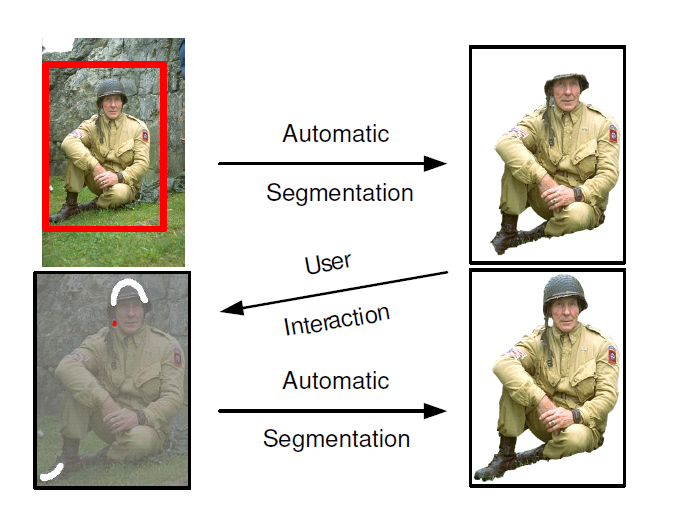 Automatic
Segmentation
User
Interaction
Automatic
Segmentation